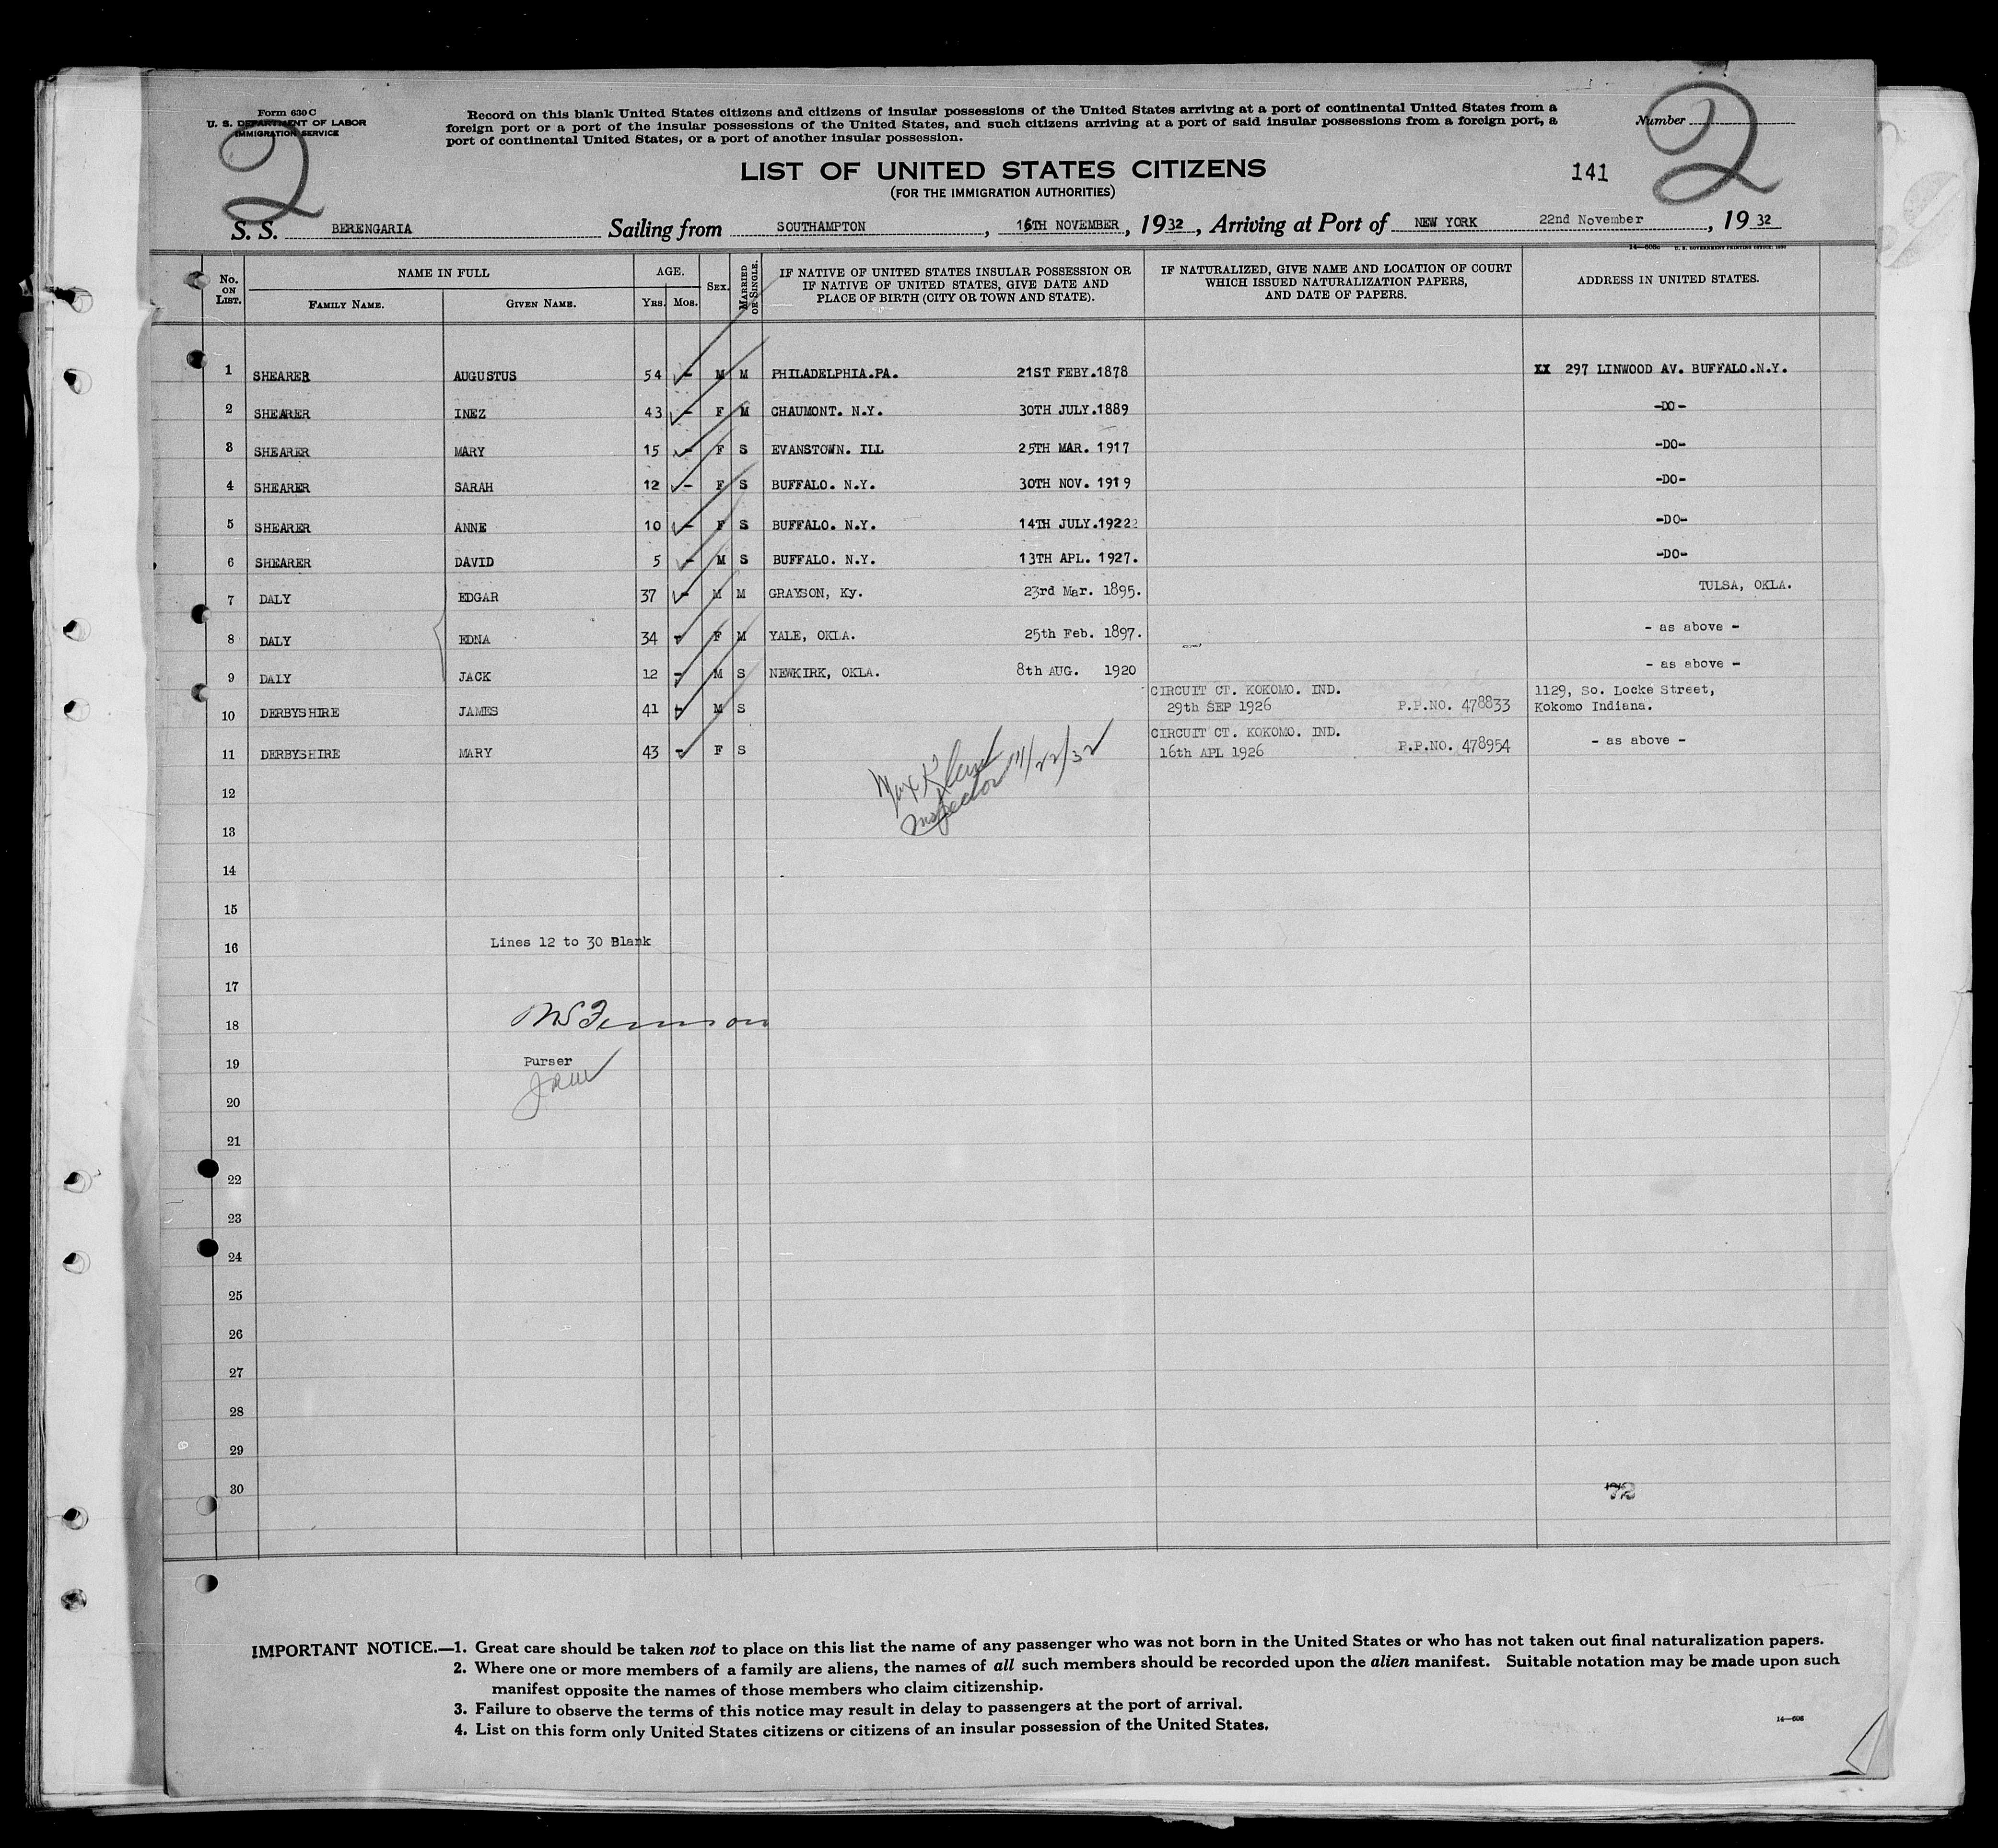 Form 630 C
U. S. DEPARTMENT OF LABOR
IMMIGRATION SERVICE
2
Record on this blank United States citizens and citizens of insular possessions of the United States arriving at a port of continental United States from a
foreign port or a port of the insular possessions of the United States, and such citizens arriving at a port of said insular possessions from a foreign port, a
port of continental United States, or a port of another insular possession.
Number
2
LIST OF UNITED STATES CITIZENS
(FOR THE IMMIGRATION AUTHORITIES)
141
S. S. BERENGARIA Sailing from SOUTHAMPTON, 16TH NOVEMBER, 1932, Arriving at Port of NEW YORK 22nd November, 1932
No. ON LIST. NAME IN FULL AGE. SEX. MARRIED OR SINGLE. IF NATIVE OF UNITED STATES INSULAR POSSESSION OR IF NATIVE OF UNITED STATES, GIVE DATE AND PLACE OF BIRTH (CITY OR TOWN AND STATE). IF NATURALIZED, GIVE NAME AND LOCATION OF COURT WHICH ISSUED NATURALIZATION PAPERS, AND DATE OF PAPERS. ADDRESS IN UNITED STATES.
FAMILY NAME. GIVEN NAME. YRS. MOS.
1 SHEARER AUGUSTUS 54 - M M PHILADELPHIA.PA. 21ST FEBY.1878 XX 297 LINWOOD AV. BUFFALO.N.Y.
2 SHEARER INEZ 43 - F M CHAUMONT. N.Y. 30TH JULY.1889 -DO-
3 SHEARER MARY 15 - F S EVANSTOWN. ILL 25TH MAR. 1917 -DO-
4 SHEARER SARAH 12 - F S BUFFALO. N.Y. 30TH NOV. 1919 -DO-
5 SHEARER ANNE 10 - F S BUFFALO. N.Y. 14TH JULY.1922 -DO-
6 SHEARER DAVID 5 - M S BUFFALO. N.Y. 13TH APL. 1927. -DO-
7 DALY EDGAR 37 - M M GRAYSON, Ky. 23rd Mar. 1895. TULSA, OKLA.
8 DALY EDNA 34 - F M YALE, OKLA. 25th Feb. 1897. - as above -
9 DALY JACK 12 - M S NEWKIRK, OKLA. 8th AUG. 1920 - as above -
10 DERBYSHIRE JAMES 41 - M S CIRCUIT CT. KOKOMO. IND. 29th SEP 1926 P.P.NO. 478833 1129, So. Locke Street, Kokomo Indiana.
11 DERBYSHIRE MARY 43 - F S CIRCUIT CT. KOKOMO. IND. 16th APL 1926 P.P.NO. 478954 - as above -
Inspector 11/22/32
12
13
14
15
16 Lines 12 to 30 Blank
17
18
19 Purser
20
21
22
23
24
25
26
27
28
29
30
IMPORTANT NOTICE.—1. Great care should be taken not to place on this list the name of any passenger who was not born in the United States or who has not taken out final naturalization papers.
2. Where one or more members of a family are aliens, the names of all such members should be recorded upon the alien manifest. Suitable notation may be made upon such
manifest opposite the names of those members who claim citizenship.
3. Failure to observe the terms of this notice may result in delay to passengers at the port of arrival.
4. List on this form only United States citizens or citizens of an insular possession of the United States.
14—608